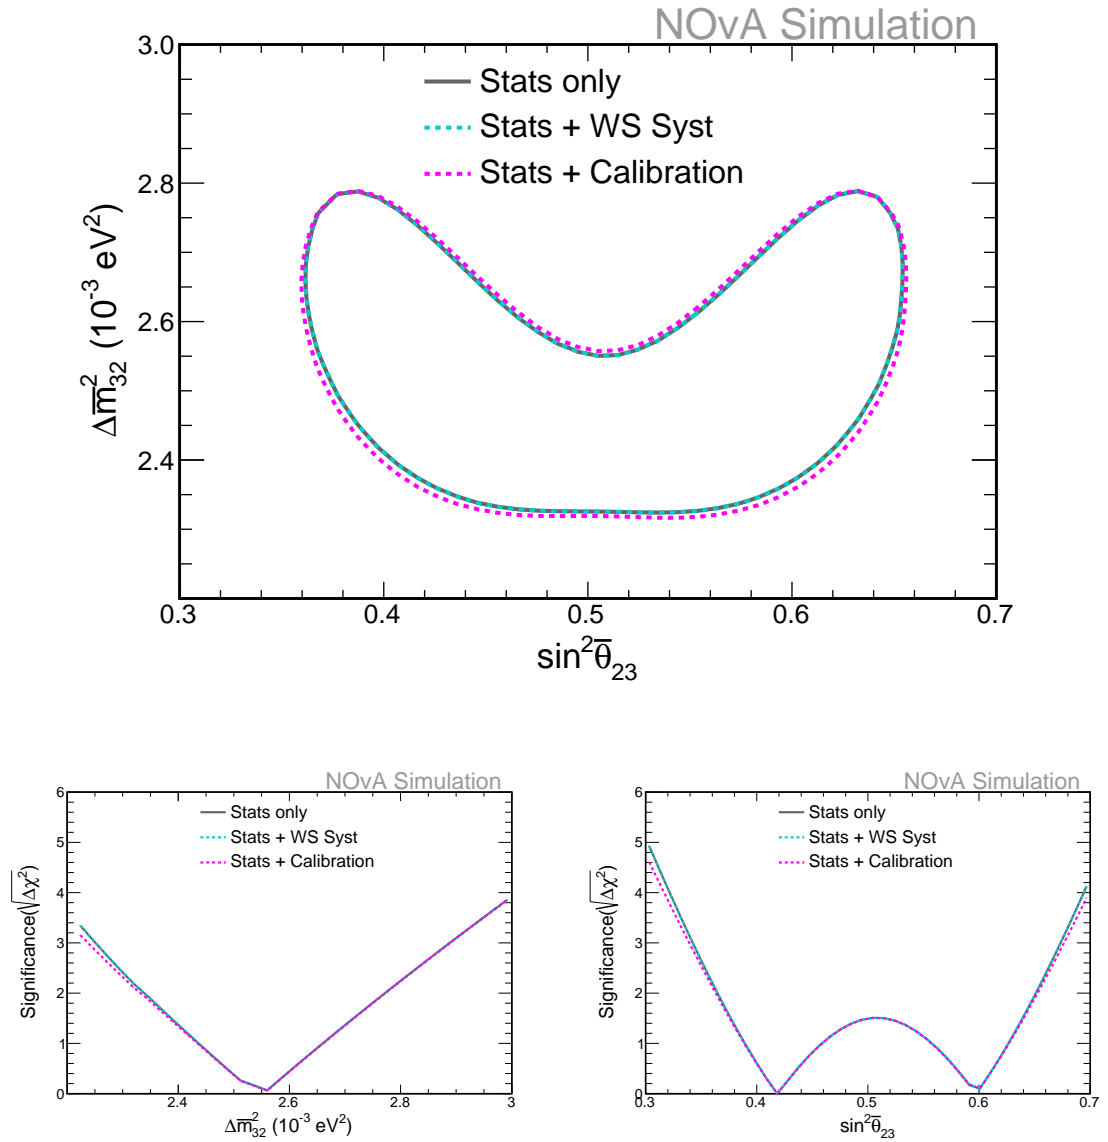 NOvA Simulation
3.0
Stats only
Stats + WS Syst
Stats + Calibration
2.8
2.6
2.4
Δm̅²₃₂ (10⁻³ eV²)
0.3 0.4 0.5 0.6 0.7
sin²θ̅₂₃
NOvA Simulation
6
Stats only
Stats + WS Syst
Stats + Calibration
5
4
3
2
1
0
Significance(√Δχ²)
2.4 2.6 2.8 3
Δm̅²₃₂ (10⁻³ eV²)
NOvA Simulation
6
Stats only
Stats + WS Syst
Stats + Calibration
5
4
3
2
1
0
Significance(√Δχ²)
0.3 0.4 0.5 0.6 0.7
sin²θ̅₂₃